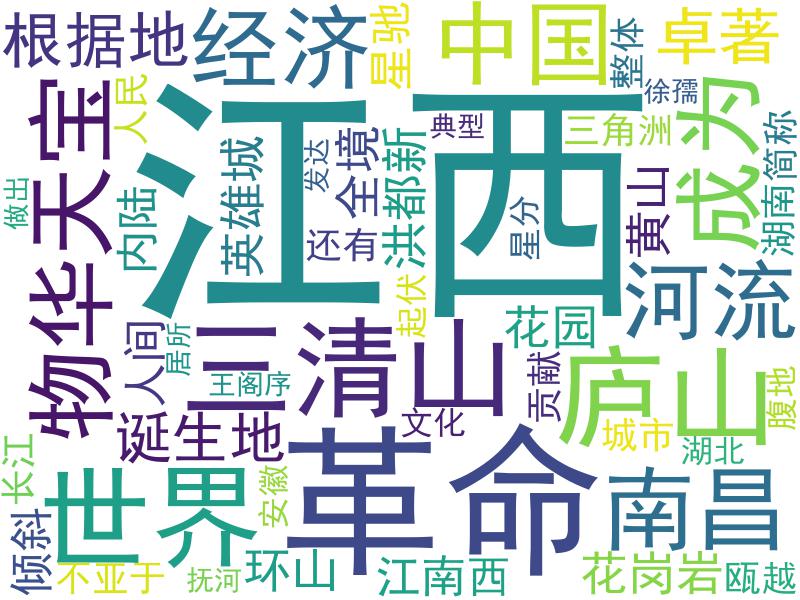 根据地
经济
星驰
中国
整体
卓著
徐孺
人民
物华天宝
江西
典型
三角洲
成为
湖南简称
做出
内陆
英雄城
发达
全境
洪都新
还有
星分
黄山
河流
起伏
花园
人间
居所
三清山
王阁序
贡献
庐山
腹地
诞生地
文化
城市
湖北
长江
世界
安徽
革命
南昌
倾斜
不亚于
抚河
环山
江南西
花岗岩
瓯越